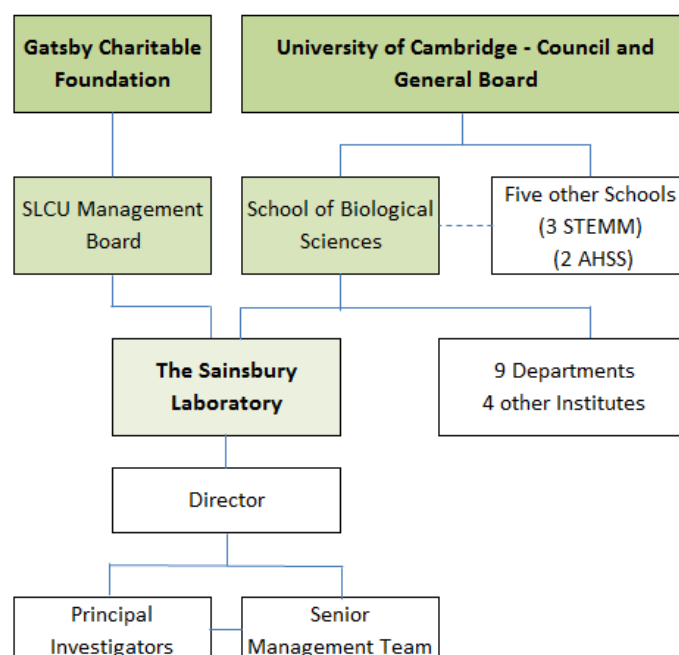 Gatsby Charitable
Foundation
University of Cambridge - Council and
General Board
SLCU Management
Board
School of Biological
Sciences
Five other Schools
(3 STEMM)
(2 AHSS)
The Sainsbury
Laboratory
9 Departments
4 other Institutes
Director
Principal
Investigators
Senior
Management Team